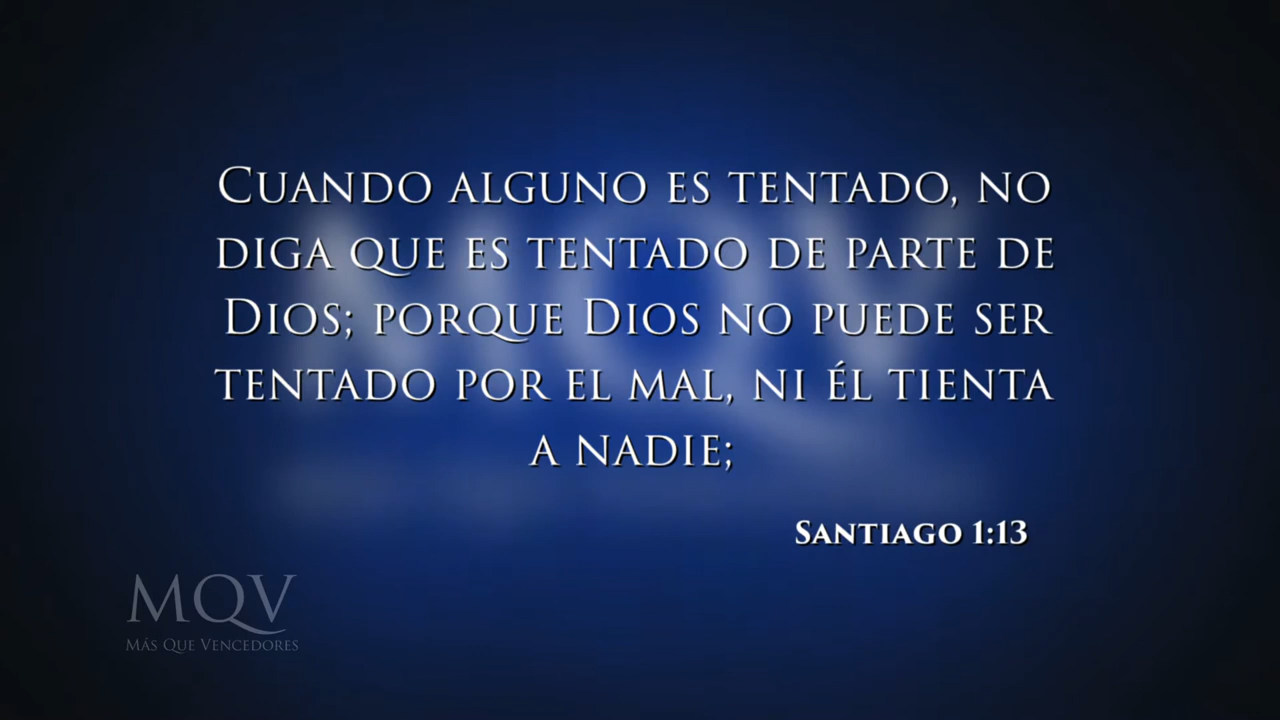 Cuando alguno es tentado, no
diga que es tentado de parte de
Dios; porque Dios no puede ser
tentado por el mal, ni él tienta
a nadie;
Santiago 1:13
MQV
Más Que Vencedores